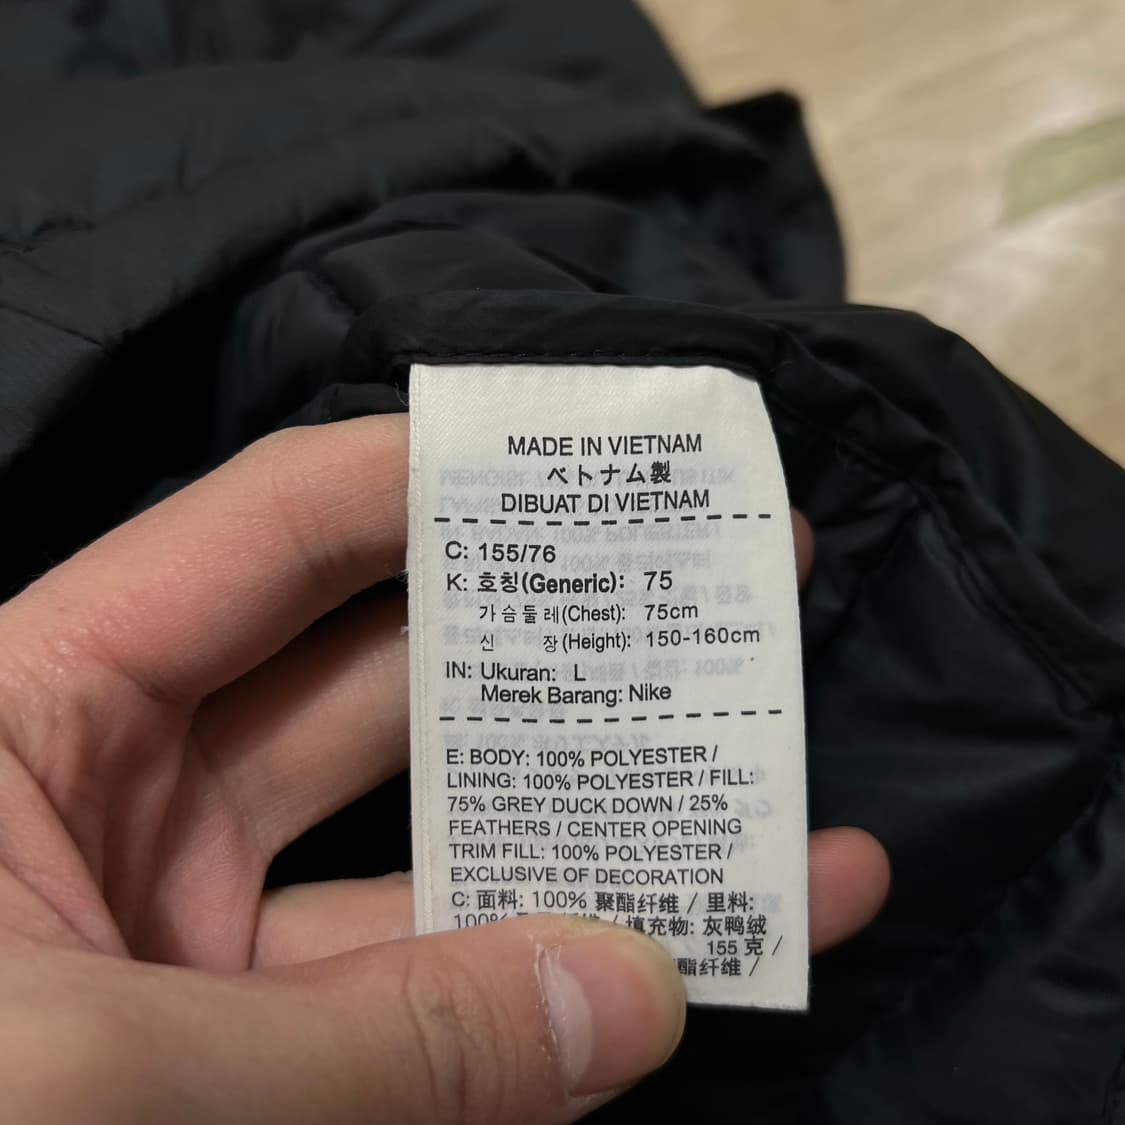 MADE IN VIETNAM
ベトナム製
DIBUAT DI VIETNAM
C: 155/76
K: 호칭(Generic): 75
가슴둘레(Chest): 75cm
신 장(Height): 150-160cm
IN: Ukuran: L
Merek Barang: Nike
E: BODY: 100% POLYESTER /
LINING: 100% POLYESTER / FILL:
75% GREY DUCK DOWN / 25%
FEATHERS / CENTER OPENING
TRIM FILL: 100% POLYESTER /
EXCLUSIVE OF DECORATION
C: 面料: 100% 聚酯纤维 / 里料:
100% / 填充物: 灰鸭绒
155 克 /
酯纤维 /